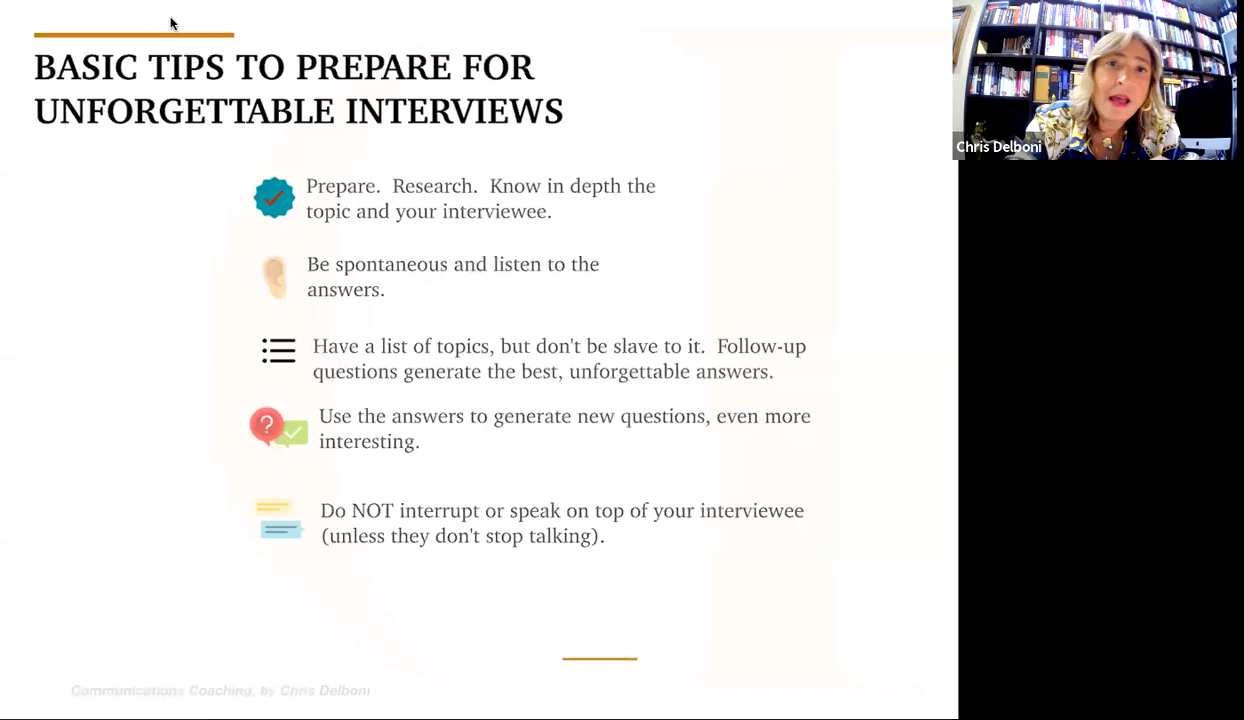 BASIC TIPS TO PREPARE FOR
UNFORGETTABLE INTERVIEWS
Prepare.  Research.  Know in depth the
topic and your interviewee.
Be spontaneous and listen to the
answers.
Have a list of topics, but don't be slave to it.  Follow-up
questions generate the best, unforgettable answers.
?
Use the answers to generate new questions, even more
interesting.
Do NOT interrupt or speak on top of your interviewee
(unless they don't stop talking).
Communications Coaching, by Chris Delboni
Chris Delboni